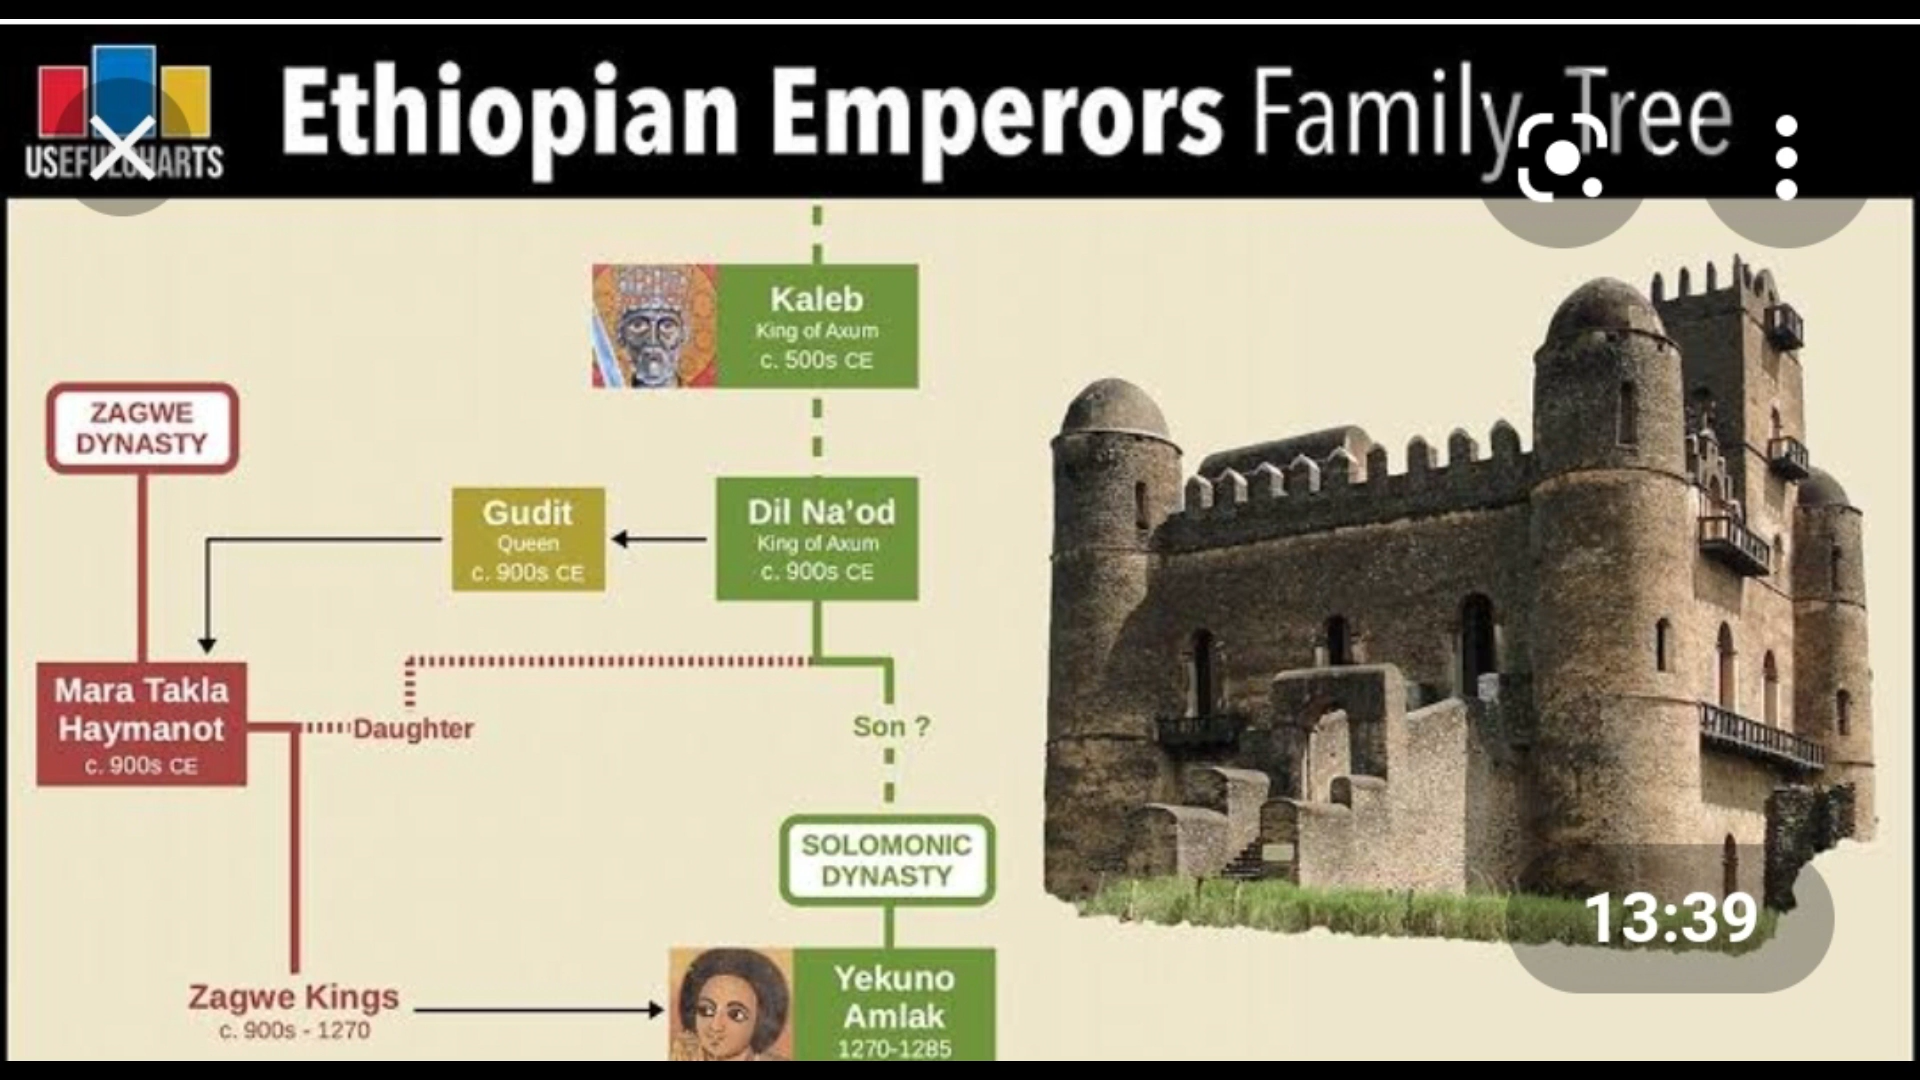 USEFULCHARTS
Ethiopian Emperors Family Tree
Kaleb
King of Axum
c. 500s CE
ZAGWE
DYNASTY
Gudit
Queen
c. 900s CE
Dil Na’od
King of Axum
c. 900s CE
Mara Takla
Haymanot
c. 900s CE
Daughter
Son ?
SOLOMONIC
DYNASTY
Zagwe Kings
c. 900s - 1270
Yekuno
Amlak
1270-1285
13:39